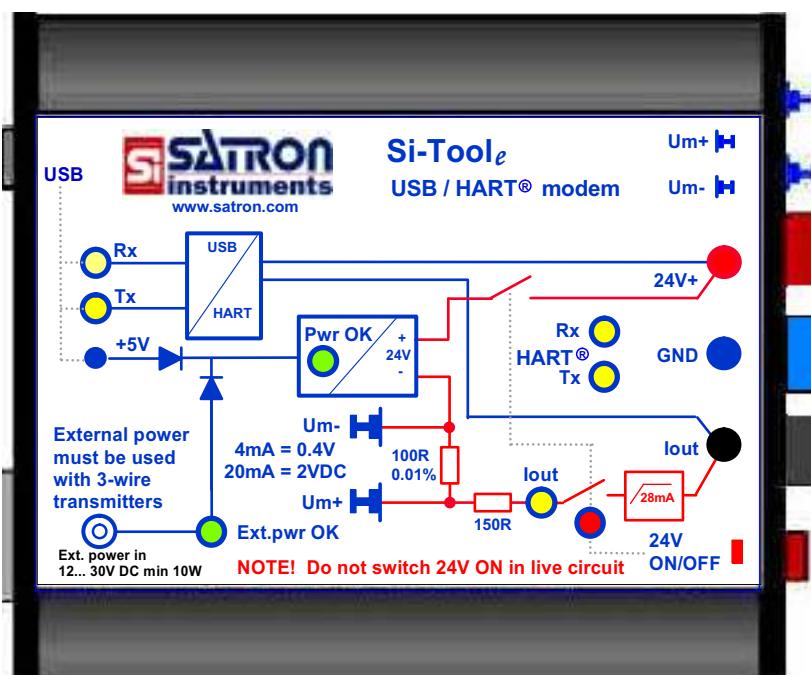 Si SATRON
instruments
www.satron.com
Si-Toole
USB / HART® modem
Um+
Um-
USB
Rx
Tx
USB
HART
24V+
+5V
Pwr OK
+
24V
-
Rx
HART®
Tx
GND
External power
must be used
with 3-wire
transmitters
Um-
4mA = 0.4V
20mA = 2VDC
Um+
100R
0.01%
150R
Iout
28mA
Iout
Ext.pwr OK
24V
ON/OFF
Ext. power in
12... 30V DC min 10W
NOTE! Do not switch 24V ON in live circuit